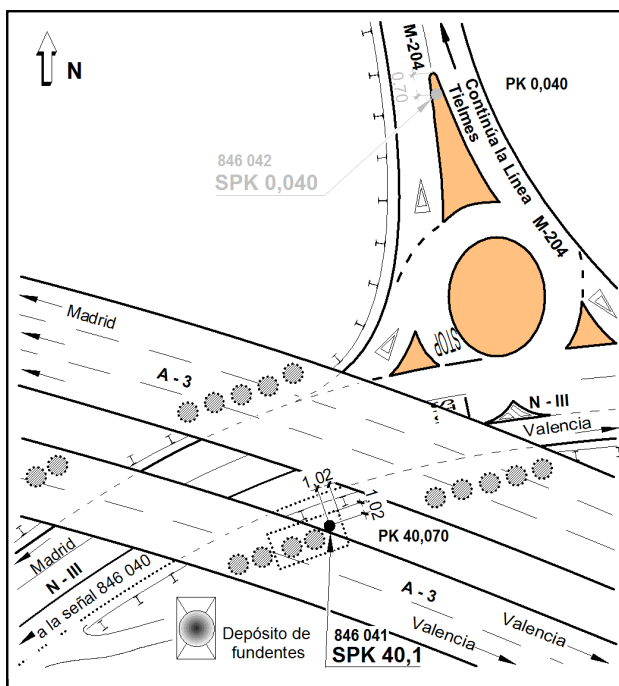 N
M-204
PK 0,040
0.70
Continúa la Línea
Tielmes
846 042
SPK 0,040
M-204
Madrid
STOP
A - 3
N - III
Valencia
1,02
1,02
PK 40,070
Madrid
N - III
a la señal 846 040
A - 3
Depósito de
fundentes
846 041
SPK 40,1
Valencia
Valencia